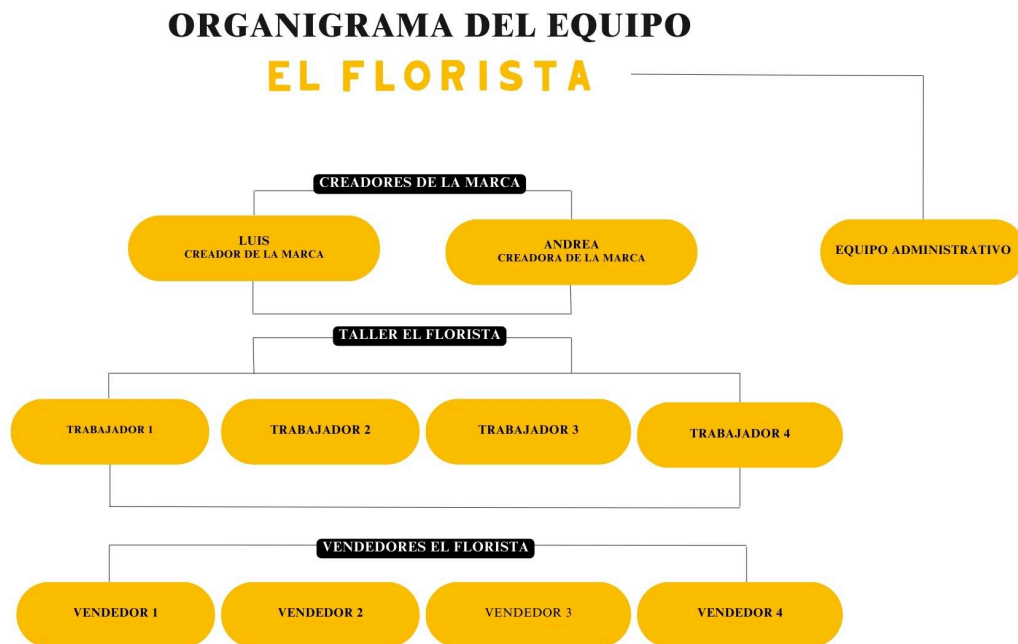 ORGANIGRAMA DEL EQUIPO
EL FLORISTA
CREADORES DE LA MARCA
LUIS
CREADOR DE LA MARCA
ANDREA
CREADORA DE LA MARCA
EQUIPO ADMINISTRATIVO
TALLER EL FLORISTA
TRABAJADOR 1
TRABAJADOR 2
TRABAJADOR 3
TRABAJADOR 4
VENDEDORES EL FLORISTA
VENDEDOR 1
VENDEDOR 2
VENDEDOR 3
VENDEDOR 4